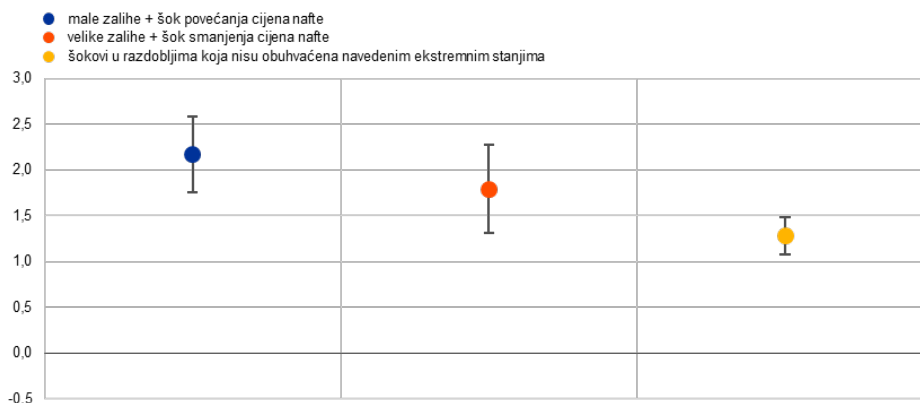 male zalihe + šok povećanja cijena nafte
velike zalihe + šok smanjenja cijena nafte
šokovi u razdobljima koja nisu obuhvaćena navedenim ekstremnim stanjima
3,0
2,5
2,0
1,5
1,0
0,5
0,0
-0,5